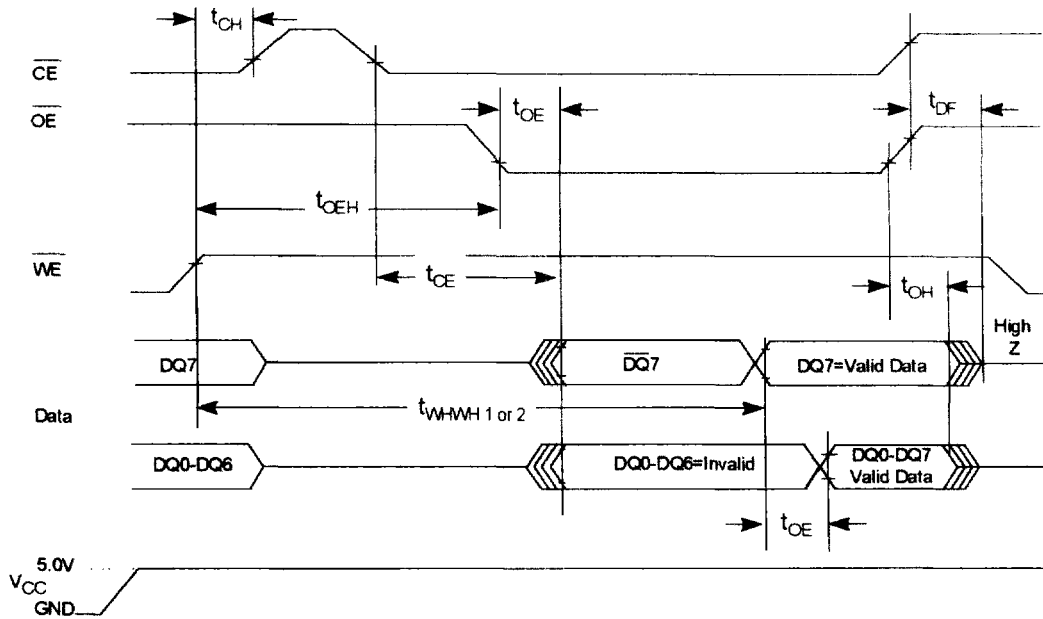 tCH
CE
OE
tOE
tDF
tOEH
WE
tCE
tOH
High
Z
DQ7
DQ7
DQ7=Valid Data
Data
tWHWH 1 or 2
DQ0-DQ6
DQ0-DQ6=Invalid
DQ0-DQ7
Valid Data
tOE
5.0V
VCC
GND